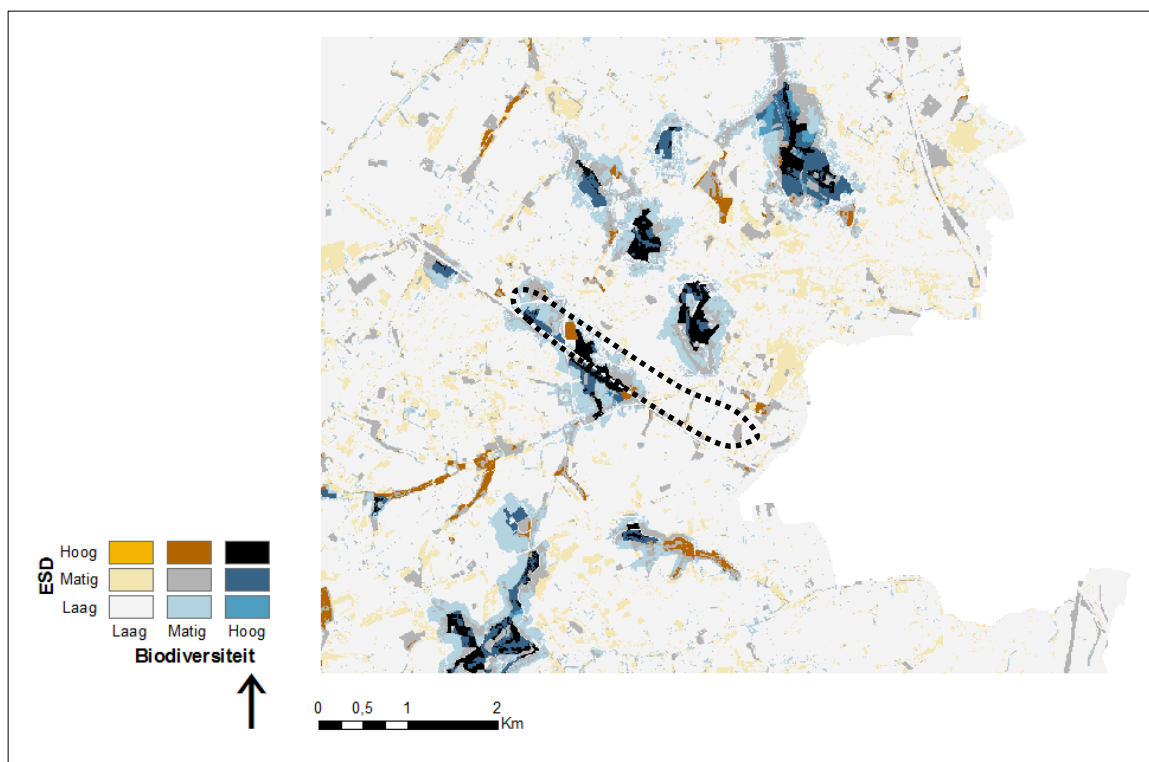 ESD
Hoog
Matig
Laag
Laag Matig Hoog
Biodiversiteit
0 0,5 1 2
Km